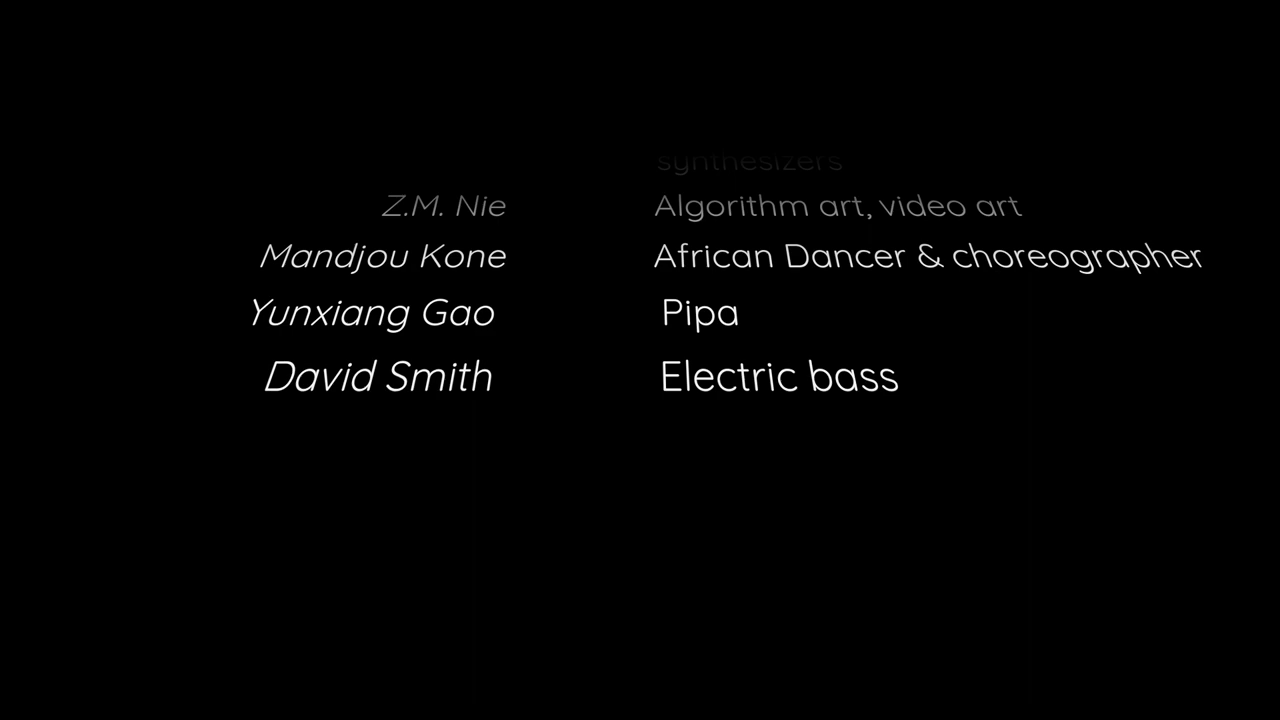 synthesizers
Z.M. Nie Algorithm art, video art
Mandjou Kone African Dancer & choreographer
Yunxiang Gao Pipa
David Smith Electric bass